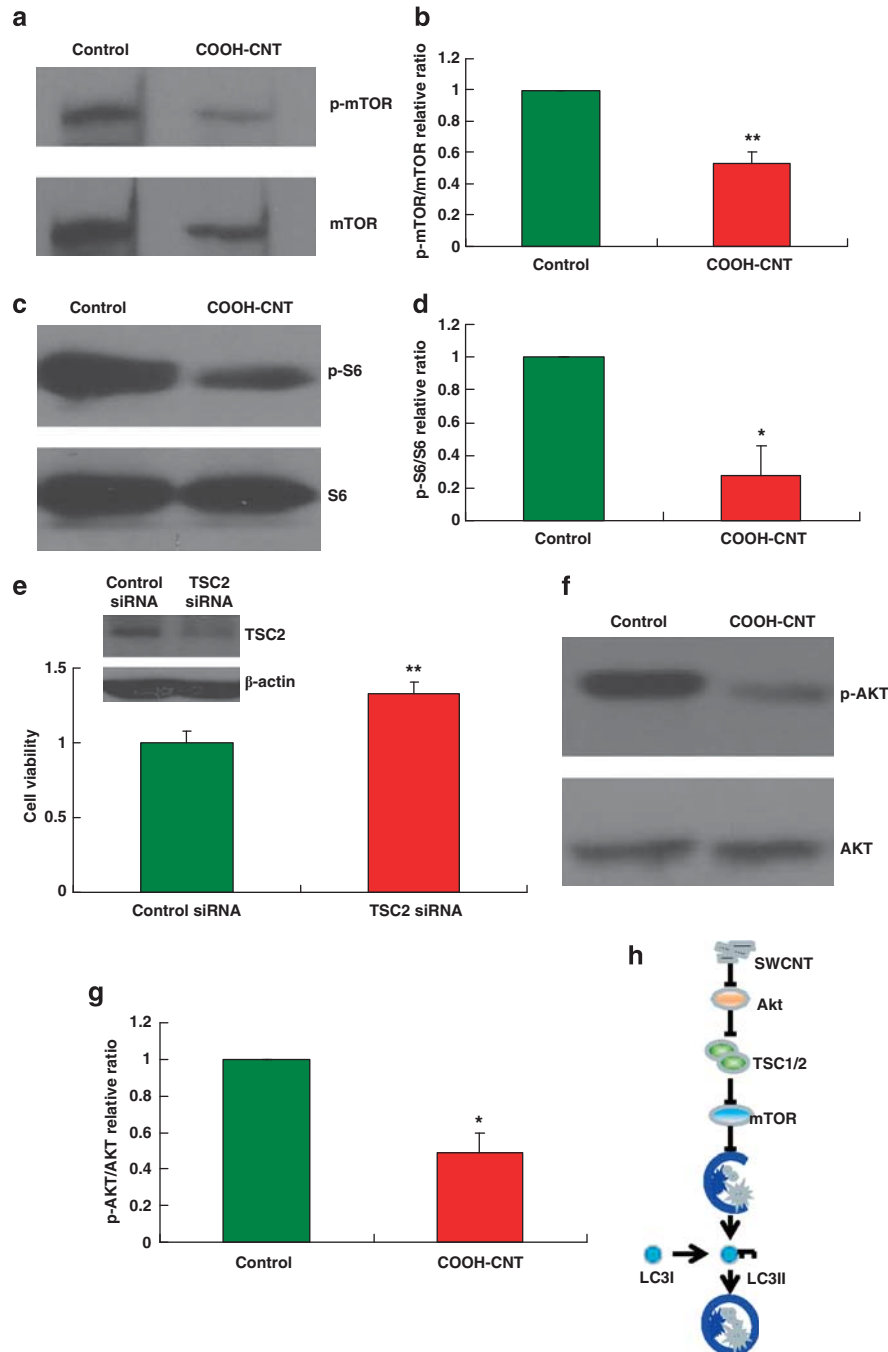 a
Control COOH-CNT
p-mTOR
mTOR
b
p-mTOR/mTOR relative ratio
1.2
1
0.8
0.6
0.4
0.2
0
**
Control COOH-CNT
c
Control COOH-CNT
p-S6
S6
d
p-S6/S6 relative ratio
1.2
1
0.8
0.6
0.4
0.2
0
*
Control COOH-CNT
e
Control TSC2
siRNA siRNA
TSC2
β-actin
Cell viability
1.5
1
0.5
0
**
Control siRNA TSC2 siRNA
f
Control COOH-CNT
p-AKT
AKT
g
p-AKT/AKT relative ratio
1.2
1
0.8
0.6
0.4
0.2
0
*
Control COOH-CNT
h
SWCNT
Akt
TSC1/2
mTOR
LC3I LC3II